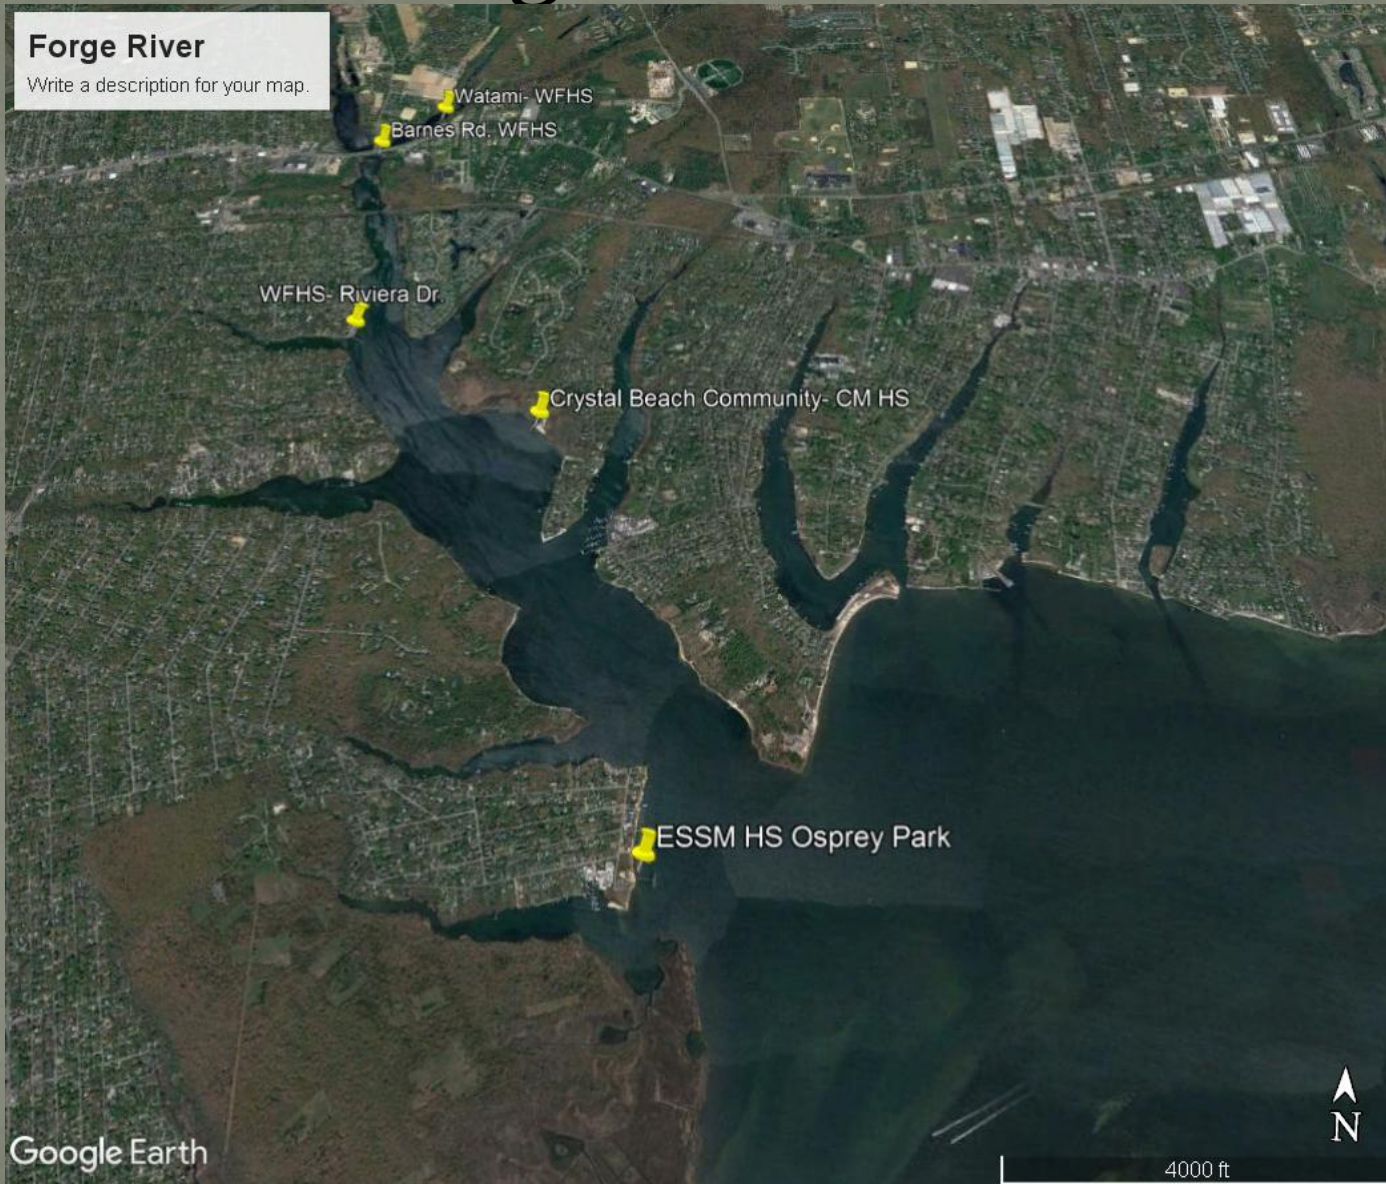 Forge River
Write a description for your map.
Watami- WFHS
Barnes Rd. WFHS
WFHS- Riviera Dr.
Crystal Beach Community- CM HS
ESSM HS Osprey Park
N
Google Earth
4000 ft